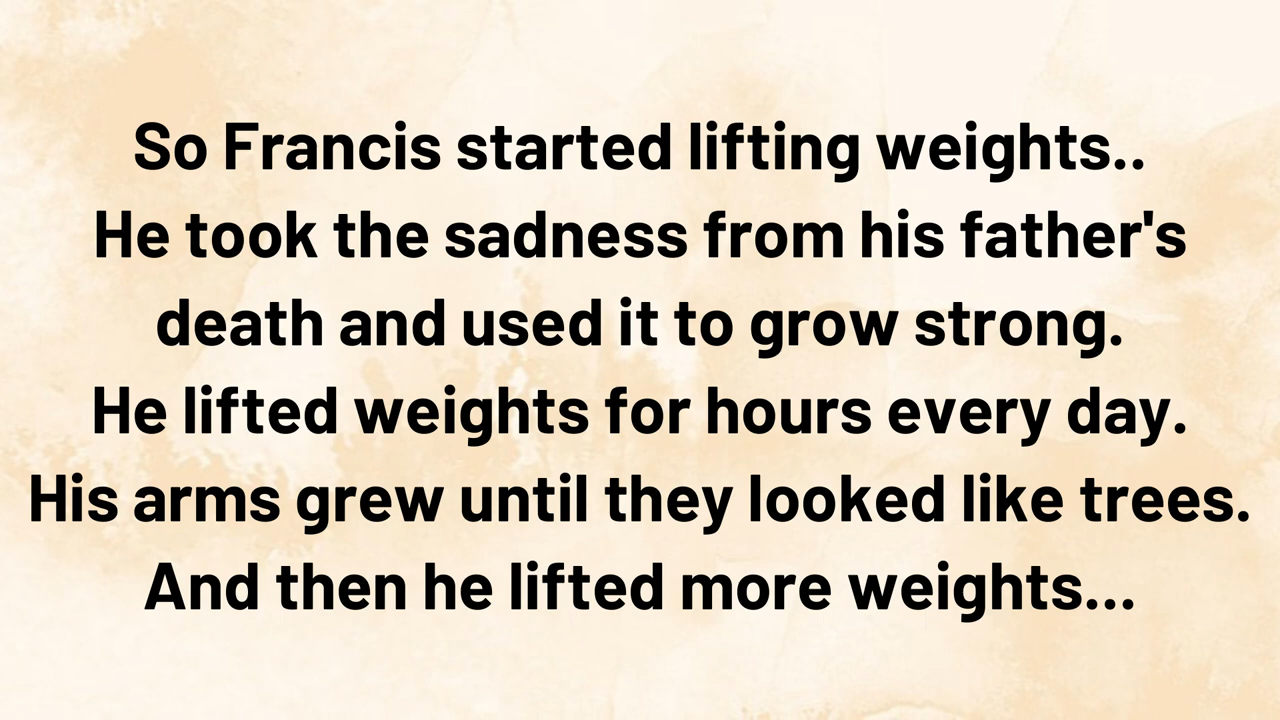 So Francis started lifting weights..
He took the sadness from his father's
death and used it to grow strong.
He lifted weights for hours every day.
His arms grew until they looked like trees.
And then he lifted more weights...